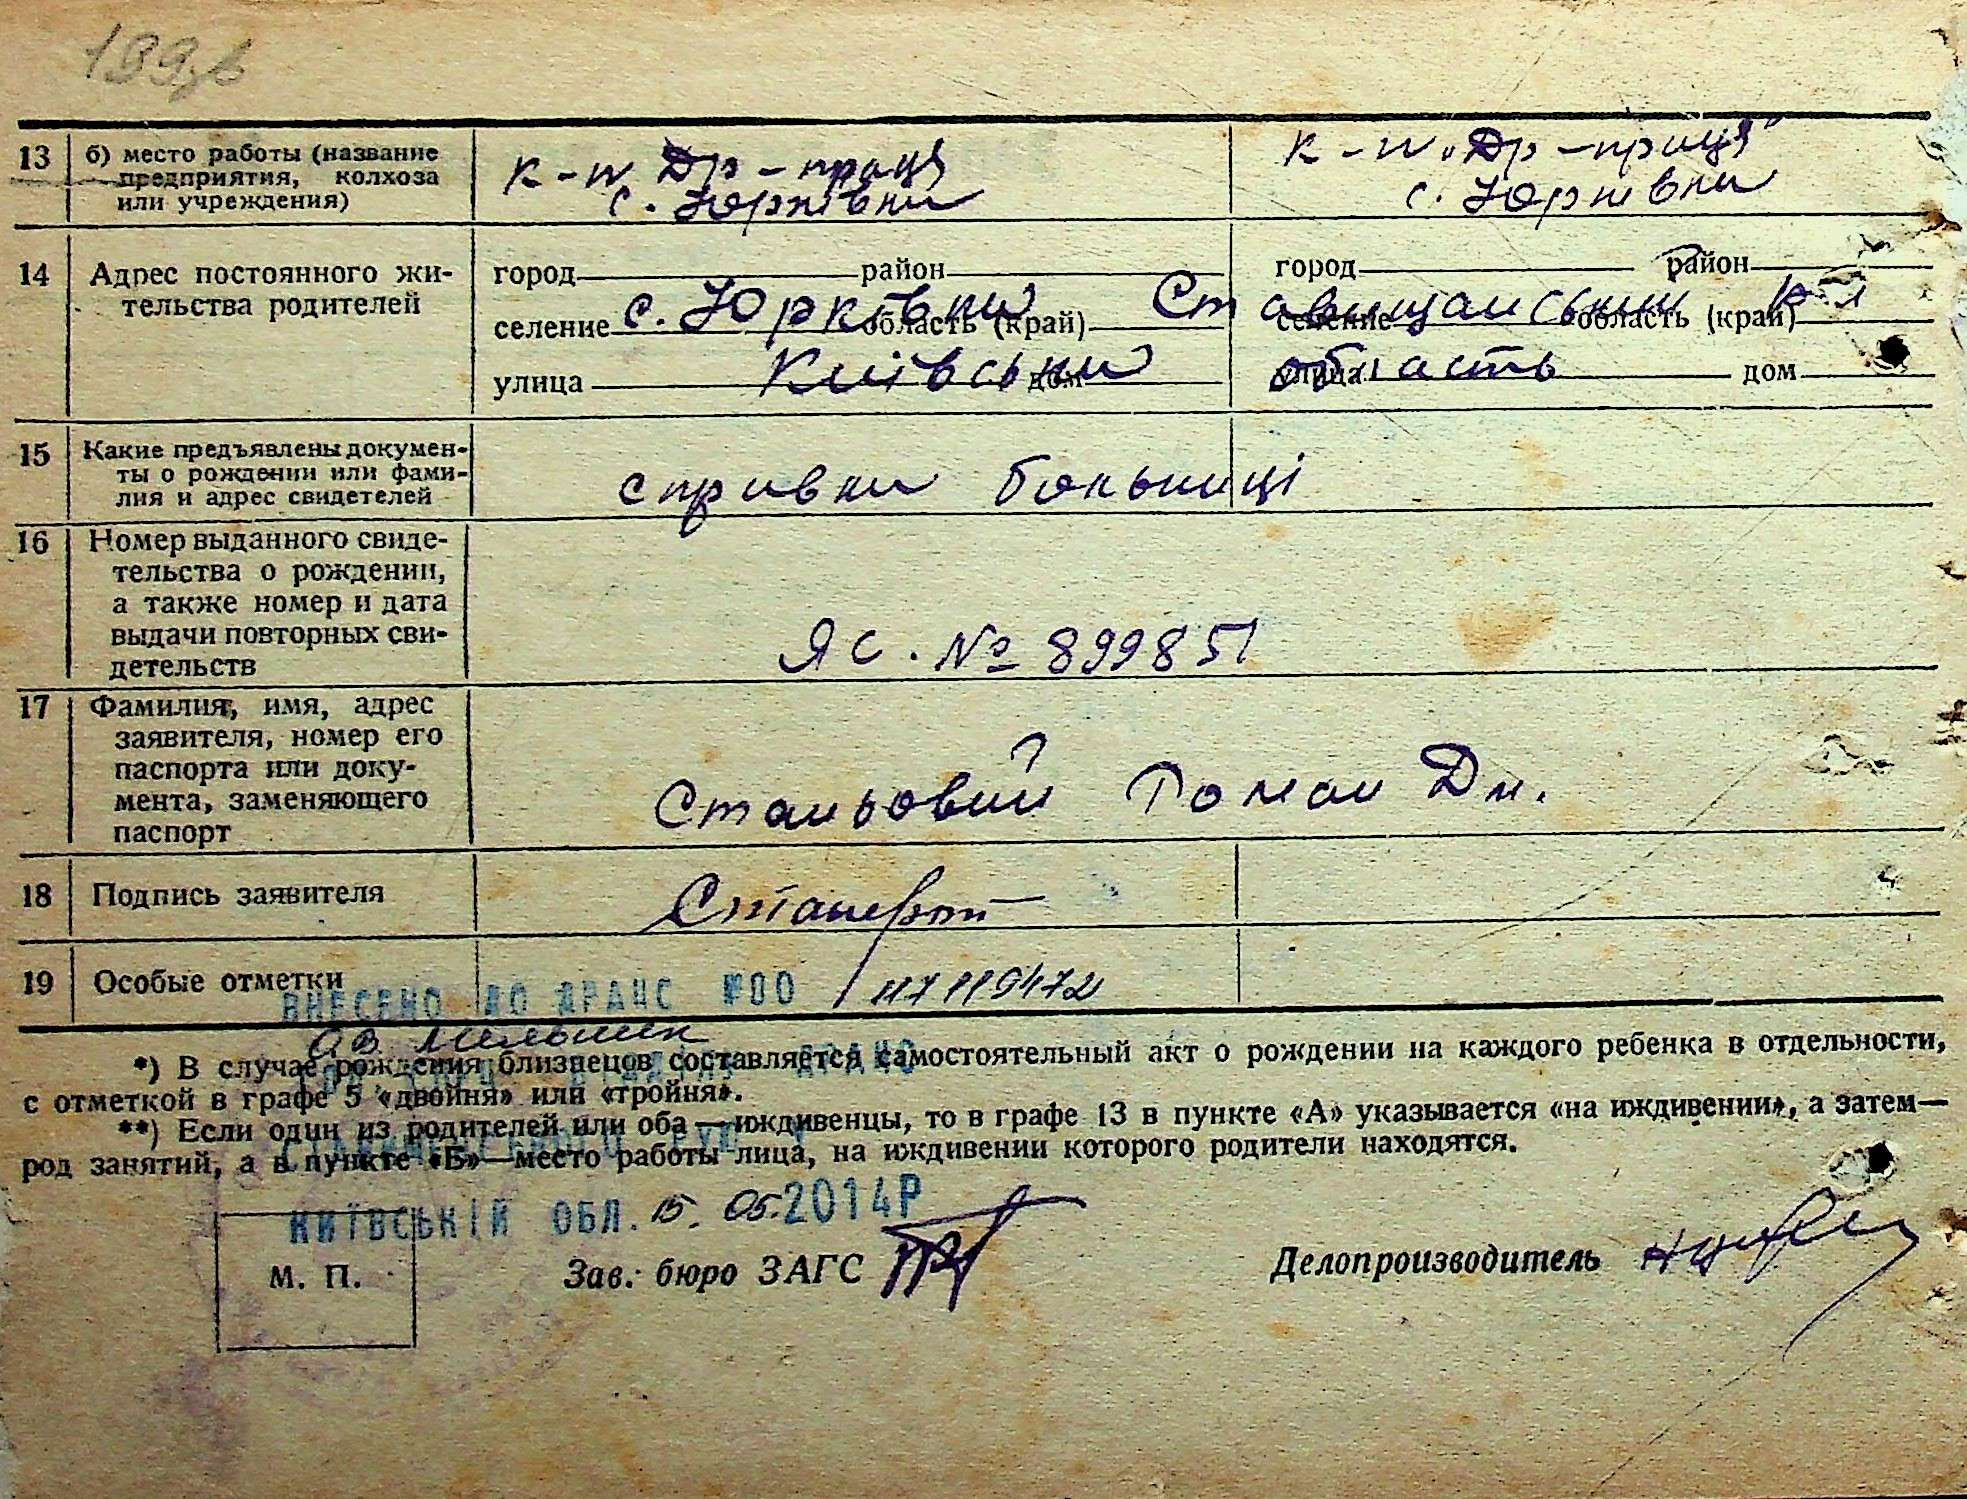 199зв
13 б) место работы (название предприятия, колхоза или учреждения)
к-п Др-праця к-п "Др-праця"
с. Юрківка с. Юрківка
14 Адрес постоянного жительства родителей
город район город район
селение с. Юрківка область (край) Ставищанський р-н селение область (край)
улица Київська дом область улица дом
15 Какие предъявлены документы о рождении или фамилия и адрес свидетелей
справка больниці
16 Номер выданного свидетельства о рождении, а также номер и дата выдачи повторных свидетельств
ЯС. № 899851
17 Фамилия, имя, адрес заявителя, номер его паспорта или документа, заменяющего паспорт
Роман Дм.
18 Подпись заявителя
19 Особые отметки
ВНЕСЕНО ДО ДРАЦС №00 117119472
О.В. Мельник
*) В случае рождения близнецов составляется самостоятельный акт о рождении на каждого ребенка в отдельности,
с отметкой в графе 5 «двойня» или «тройня».
**) Если один из родителей или оба — иждивенцы, то в графе 13 в пункте «А» указывается «на иждивении», а затем —
род занятий, а в пункте «Б» — место работы лица, на иждивении которого родители находятся.
КИЇВСЬКІЙ ОБЛ. 15. 05. 2014Р
М. П. Зав. бюро ЗАГС Делопроизводитель